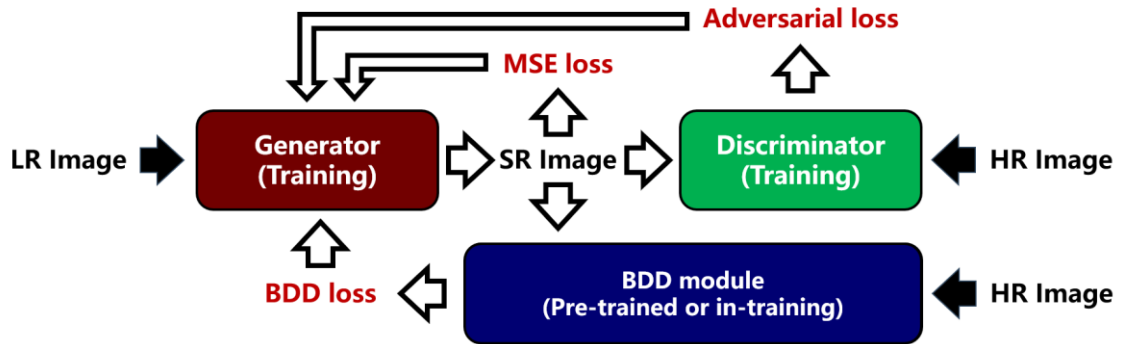 Adversarial loss
MSE loss
Generator
(Training)
Discriminator
(Training)
LR Image
SR Image
HR Image
BDD loss
BDD module
(Pre-trained or in-training)
HR Image